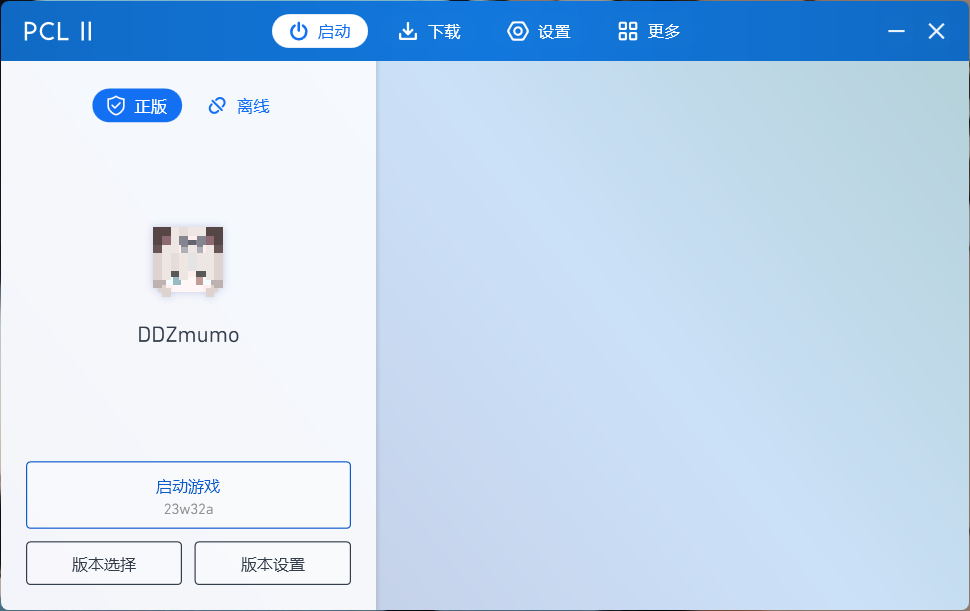 PCL II 启动 下载 设置 更多
正版 离线
DDZmumo
启动游戏
23w32a
版本选择 版本设置